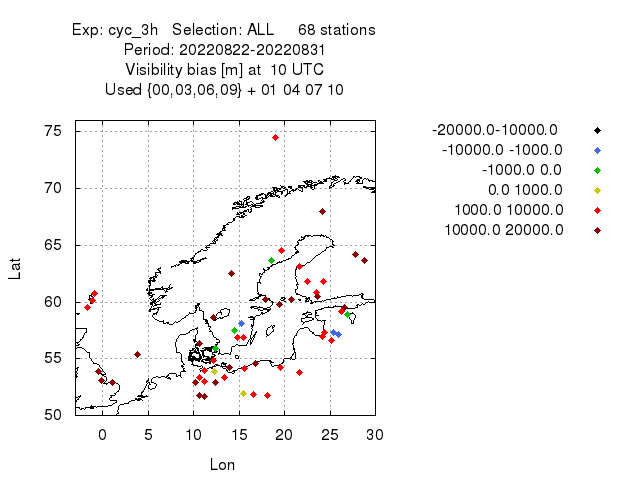 Exp: cyc_3h   Selection: ALL     68 stations
Period: 20220822-20220831
Visibility bias [m] at  10 UTC
Used {00,03,06,09} + 01 04 07 10
-20000.0-10000.0
-10000.0 -1000.0
-1000.0 0.0
0.0 1000.0
1000.0 10000.0
10000.0 20000.0
75
70
65
60
55
50
Lat
0 5 10 15 20 25 30
Lon